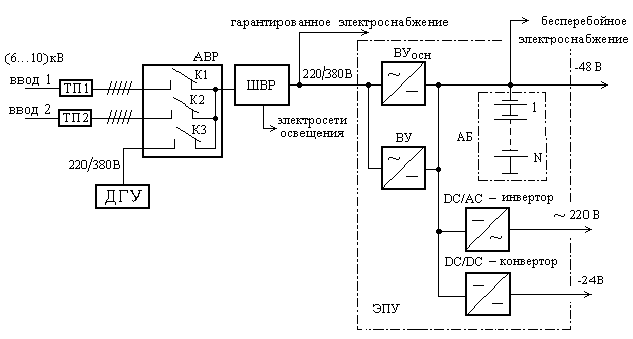 гарантированное электроснабжение
бесперебойное
электроснабжение
(6...10)кВ
АВР
ВУосн
ввод 1
ТП1
К1
ШВР
220/380В
-48 В
ввод 2
ТП2
К2
1
электросети
освещения
АБ
К3
ВУ
N
220/380В
ДГУ
DC/AC – инвертор
~ 220 В
DC/DC – конвертор
-24В
ЭПУ